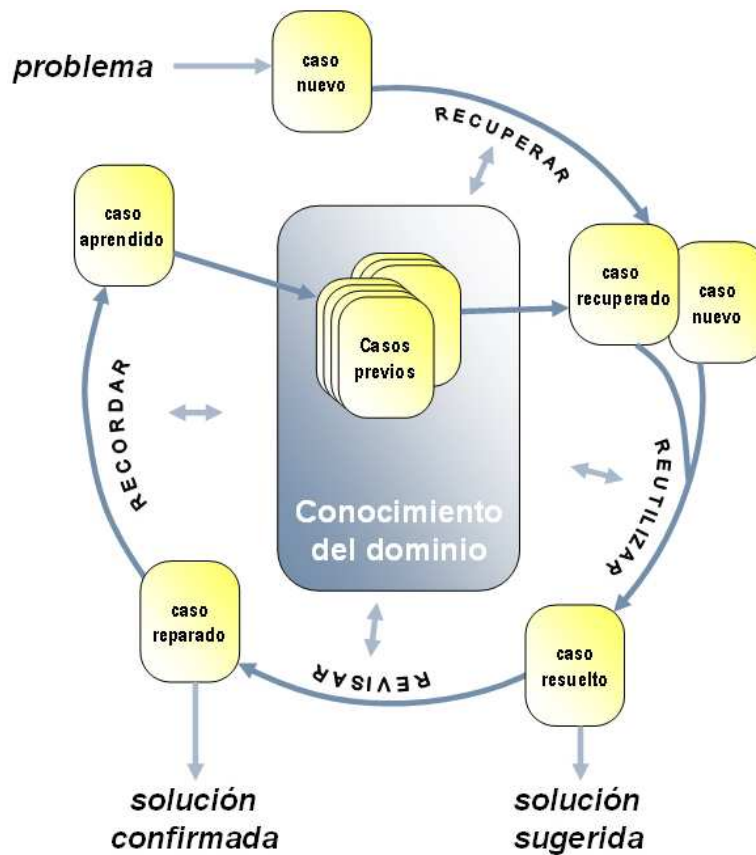 problema
caso
nuevo
RECUPERAR
caso
aprendido
caso
recuperado
caso
nuevo
Casos
previos
RECORDAR
REUTILIZAR
Conocimiento
del dominio
caso
reparado
caso
resuelto
REVISAR
solución
confirmada
solución
sugerida